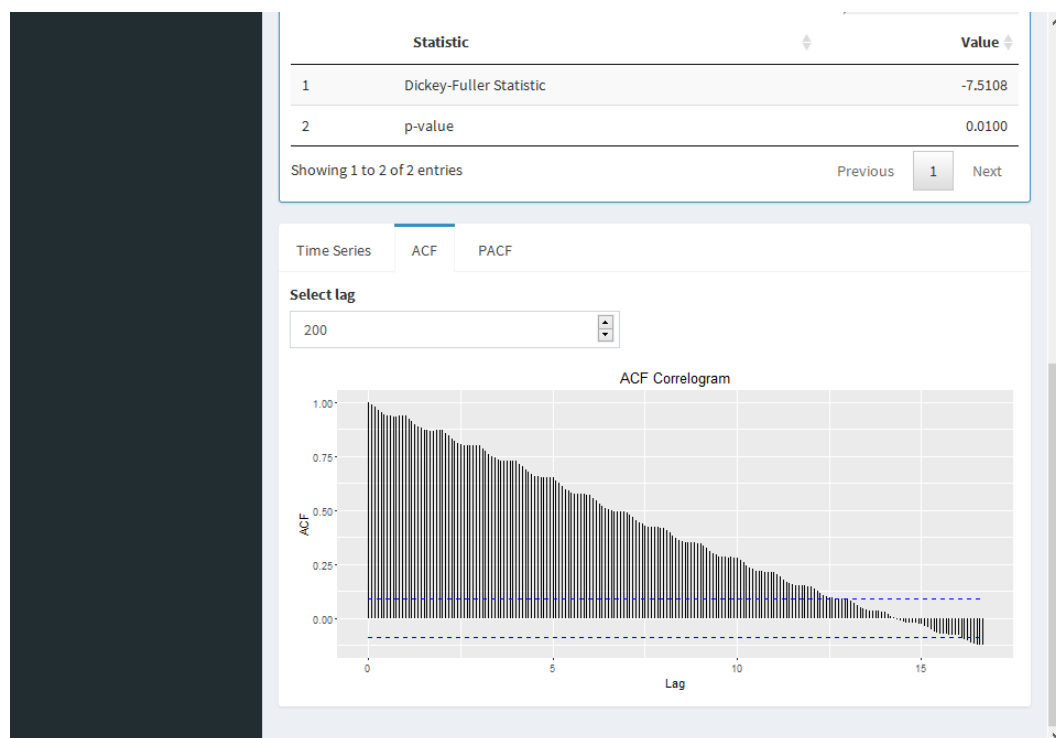 Statistic Value
1 Dickey-Fuller Statistic -7.5108
2 p-value 0.0100
Showing 1 to 2 of 2 entries Previous 1 Next
Time Series ACF PACF
Select lag
200
ACF Correlogram
1.00
0.75
0.50
0.25
0.00
ACF
0 5 10 15
Lag